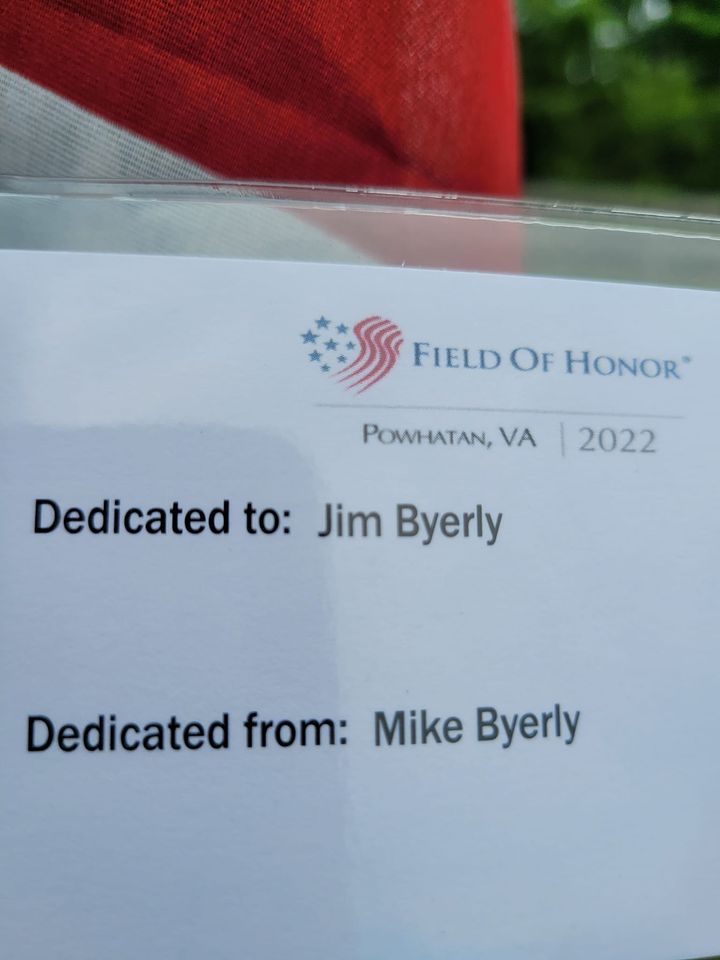 FIELD OF HONOR®
POWHATAN, VA | 2022
Dedicated to: Jim Byerly
Dedicated from: Mike Byerly